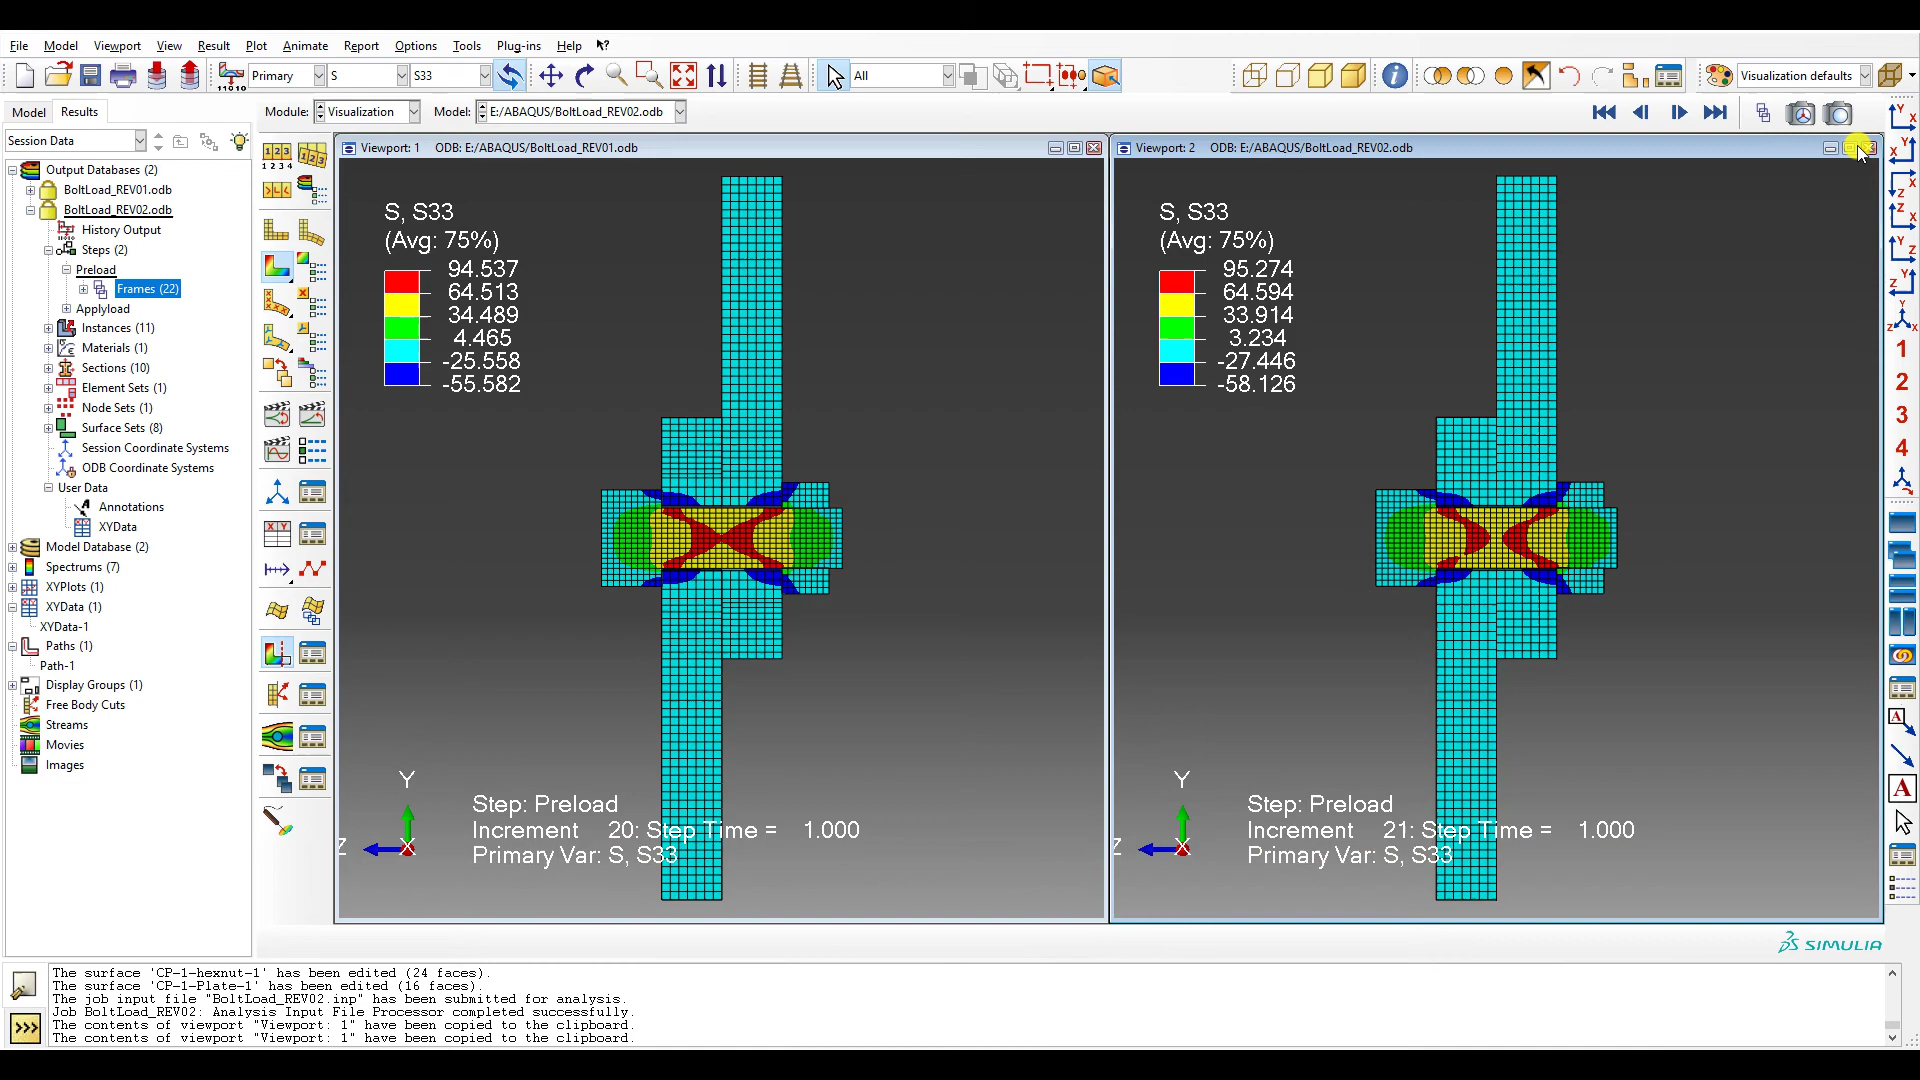 File Model Viewport View Result Plot Animate Report Options Tools Plug-ins Help
Primary S S33 All Visualization defaults
Model Results Module: Visualization Model: E:/ABAQUS/BoltLoad_REV02.odb
Session Data
Output Databases (2)
BoltLoad_REV01.odb
BoltLoad_REV02.odb
History Output
Steps (2)
Preload
Frames (22)
Applyload
Instances (11)
Materials (1)
Sections (10)
Element Sets (1)
Node Sets (1)
Surface Sets (8)
Session Coordinate Systems
ODB Coordinate Systems
User Data
Annotations
XYData
Model Database (2)
Spectrums (7)
XYPlots (1)
XYData (1)
XYData-1
Paths (1)
Path-1
Display Groups (1)
Free Body Cuts
Streams
Movies
Images
Viewport: 1 ODB: E:/ABAQUS/BoltLoad_REV01.odb
S, S33
(Avg: 75%)
94.537
64.513
34.489
4.465
-25.558
-55.582
Y
Z
X
Step: Preload
Increment 20: Step Time = 1.000
Primary Var: S, S33
Viewport: 2 ODB: E:/ABAQUS/BoltLoad_REV02.odb
S, S33
(Avg: 75%)
95.274
64.594
33.914
3.234
-27.446
-58.126
Y
Z
X
Step: Preload
Increment 21: Step Time = 1.000
Primary Var: S, S33
1
2
3
4
A
SIMULIA
The surface 'CP-1-hexnut-1' has been edited (24 faces).
The surface 'CP-1-Plate-1' has been edited (16 faces).
The job input file "BoltLoad_REV02.inp" has been submitted for analysis.
Job BoltLoad_REV02: Analysis Input File Processor completed successfully.
The contents of viewport "Viewport: 1" have been copied to the clipboard.
The contents of viewport "Viewport: 1" have been copied to the clipboard.